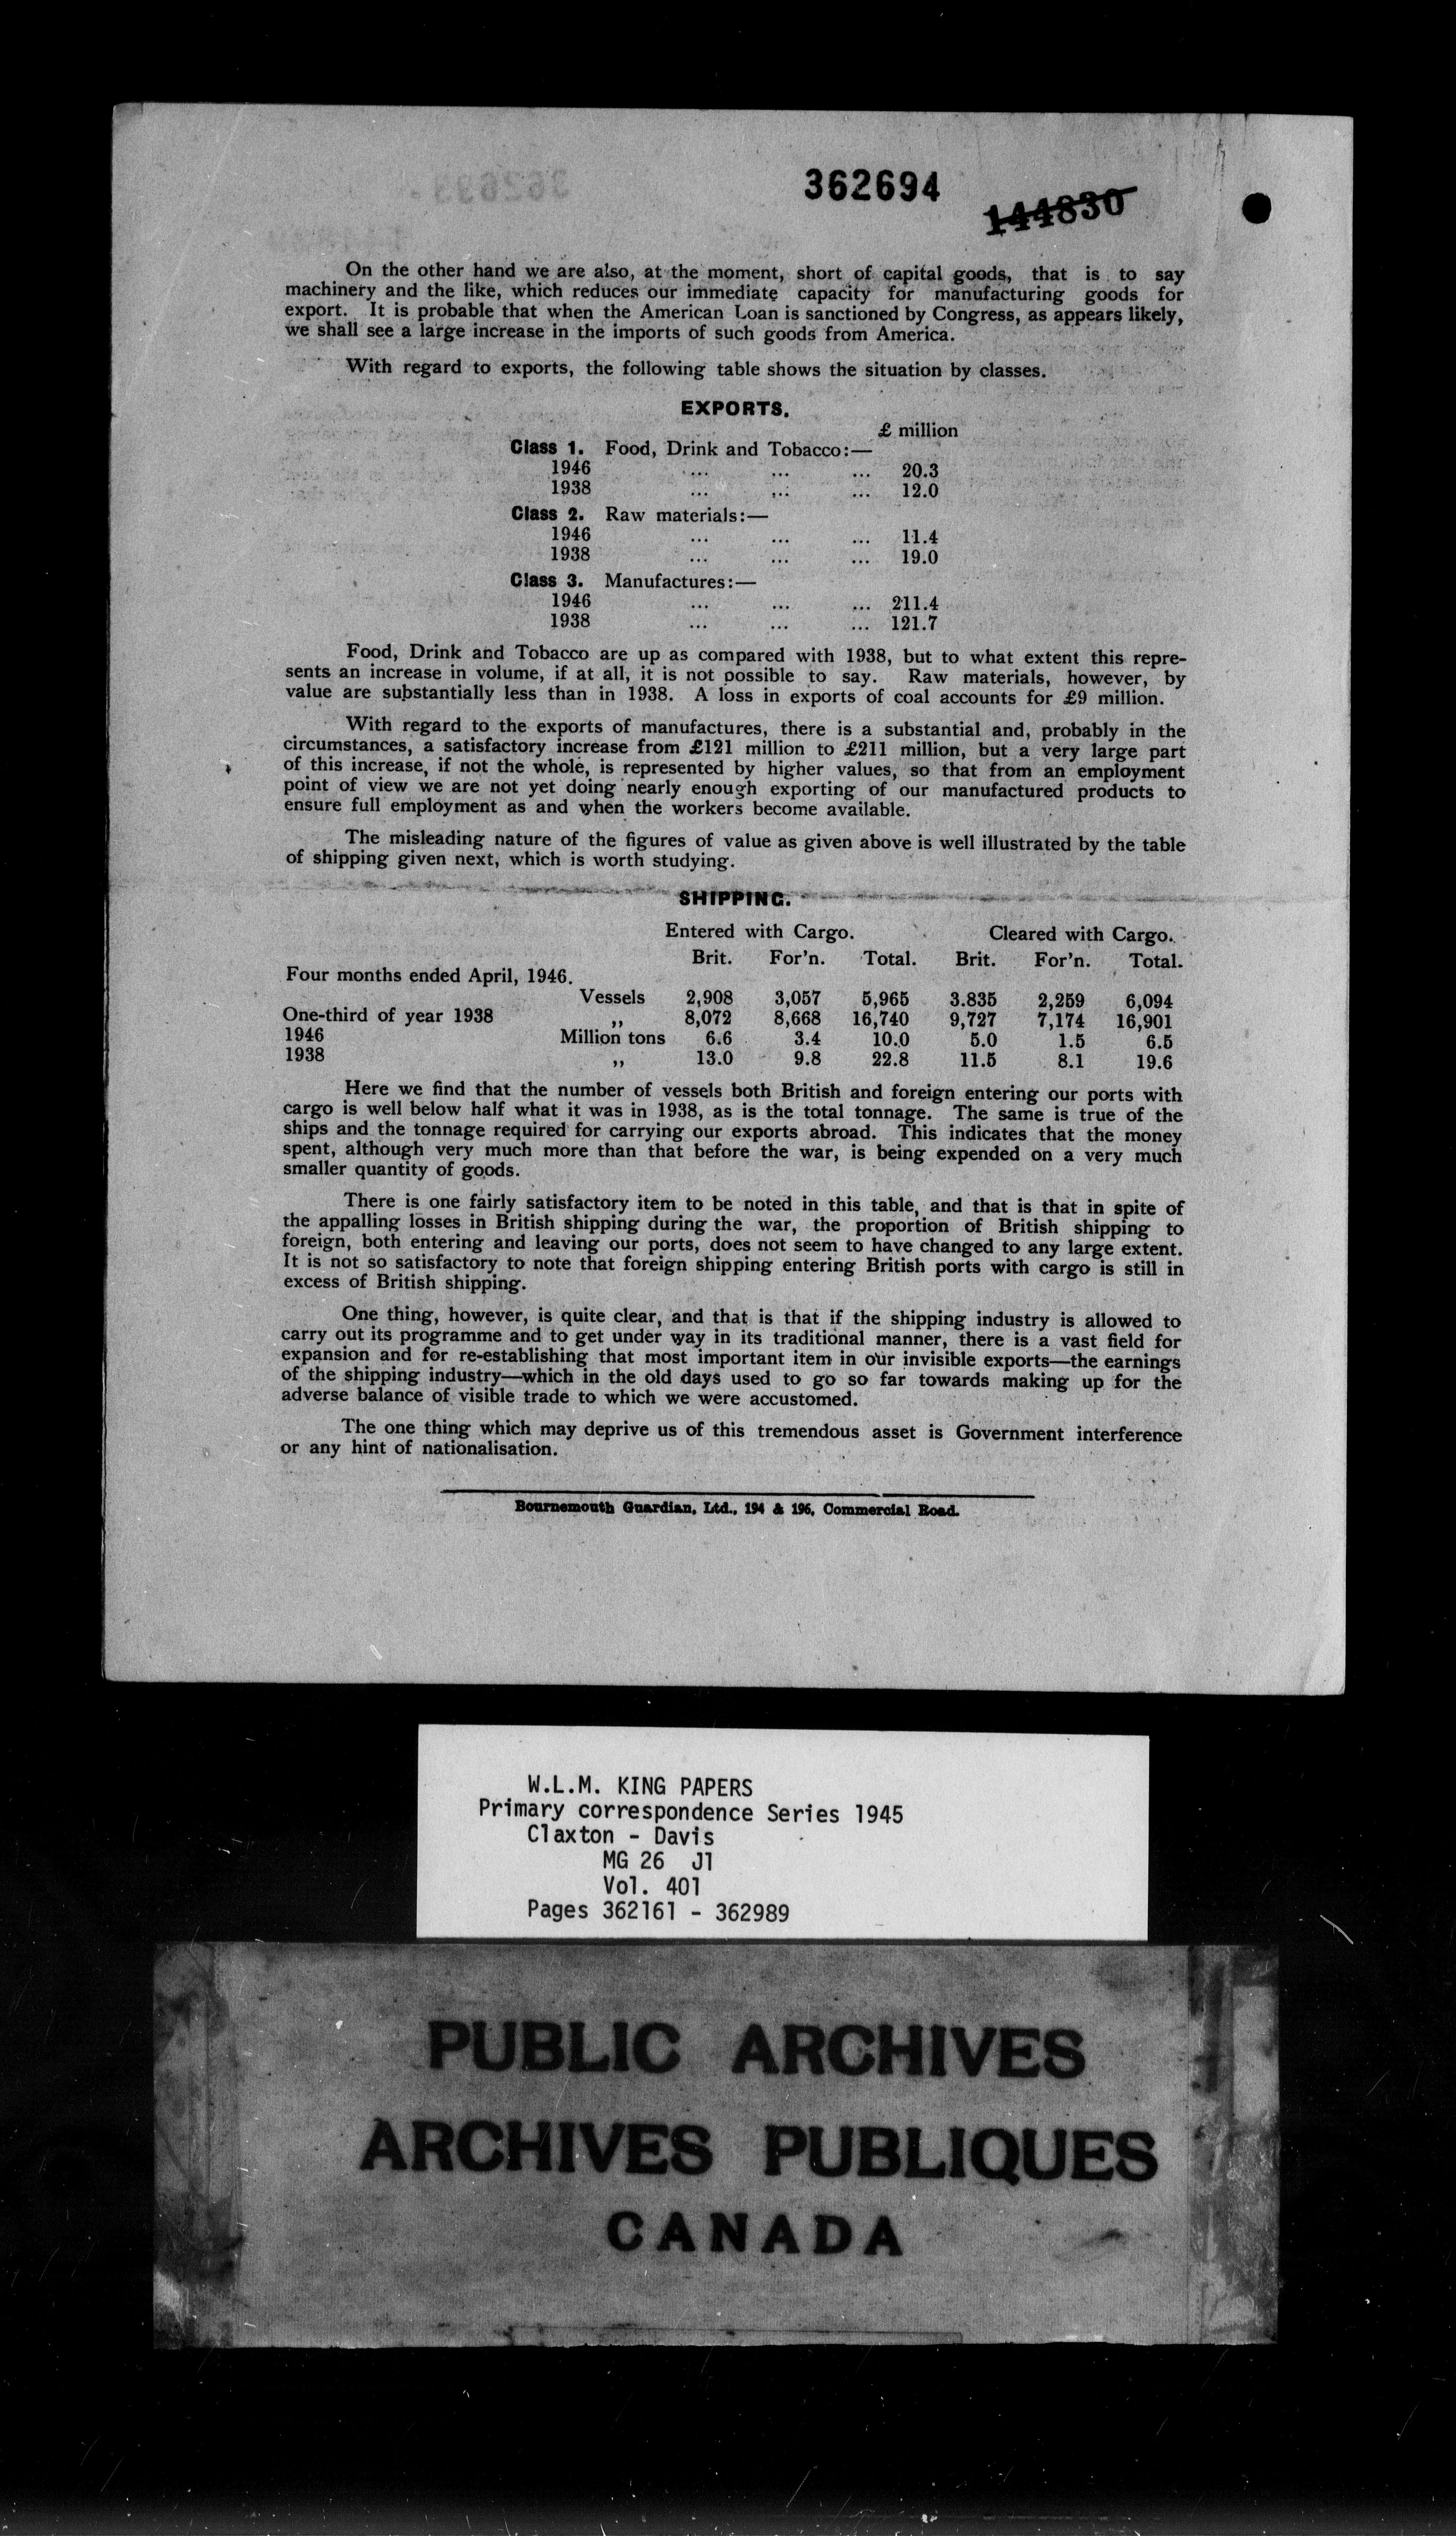 362694
144830
On the other hand we are also, at the moment, short of capital goods, that is to say
machinery and the like, which reduces our immediate capacity for manufacturing goods for
export. It is probable that when the American Loan is sanctioned by Congress, as appears likely,
we shall see a large increase in the imports of such goods from America.
With regard to exports, the following table shows the situation by classes.
EXPORTS.
£ million
Class 1. Food, Drink and Tobacco:—
1946 ... ... ... 20.3
1938 ... ... ... 12.0
Class 2. Raw materials:—
1946 ... ... ... 11.4
1938 ... ... ... 19.0
Class 3. Manufactures:—
1946 ... ... ... 211.4
1938 ... ... ... 121.7
Food, Drink and Tobacco are up as compared with 1938, but to what extent this repre-
sents an increase in volume, if at all, it is not possible to say. Raw materials, however, by
value are substantially less than in 1938. A loss in exports of coal accounts for £9 million.
With regard to the exports of manufactures, there is a substantial and, probably in the
circumstances, a satisfactory increase from £121 million to £211 million, but a very large part
of this increase, if not the whole, is represented by higher values, so that from an employment
point of view we are not yet doing nearly enough exporting of our manufactured products to
ensure full employment as and when the workers become available.
The misleading nature of the figures of value as given above is well illustrated by the table
of shipping given next, which is worth studying.
SHIPPING.
Entered with Cargo. Cleared with Cargo.
Brit. For'n. Total. Brit. For'n. Total.
Four months ended April, 1946.
Vessels 2,908 3,057 5,965 3.835 2,259 6,094
One-third of year 1938 ,, 8,072 8,668 16,740 9,727 7,174 16,901
1946 Million tons 6.6 3.4 10.0 5.0 1.5 6.5
1938 ,, 13.0 9.8 22.8 11.5 8.1 19.6
Here we find that the number of vessels both British and foreign entering our ports with
cargo is well below half what it was in 1938, as is the total tonnage. The same is true of the
ships and the tonnage required for carrying our exports abroad. This indicates that the money
spent, although very much more than that before the war, is being expended on a very much
smaller quantity of goods.
There is one fairly satisfactory item to be noted in this table, and that is that in spite of
the appalling losses in British shipping during the war, the proportion of British shipping to
foreign, both entering and leaving our ports, does not seem to have changed to any large extent.
It is not so satisfactory to note that foreign shipping entering British ports with cargo is still in
excess of British shipping.
One thing, however, is quite clear, and that is that if the shipping industry is allowed to
carry out its programme and to get under way in its traditional manner, there is a vast field for
expansion and for re-establishing that most important item in our invisible exports—the earnings
of the shipping industry—which in the old days used to go so far towards making up for the
adverse balance of visible trade to which we were accustomed.
The one thing which may deprive us of this tremendous asset is Government interference
or any hint of nationalisation.
Bournemouth Guardian, Ltd., 194 & 196, Commercial Road.
W.L.M. KING PAPERS
Primary correspondence Series 1945
Claxton - Davis
MG 26 J1
Vol. 401
Pages 362161 - 362989
PUBLIC ARCHIVES
ARCHIVES PUBLIQUES
CANADA